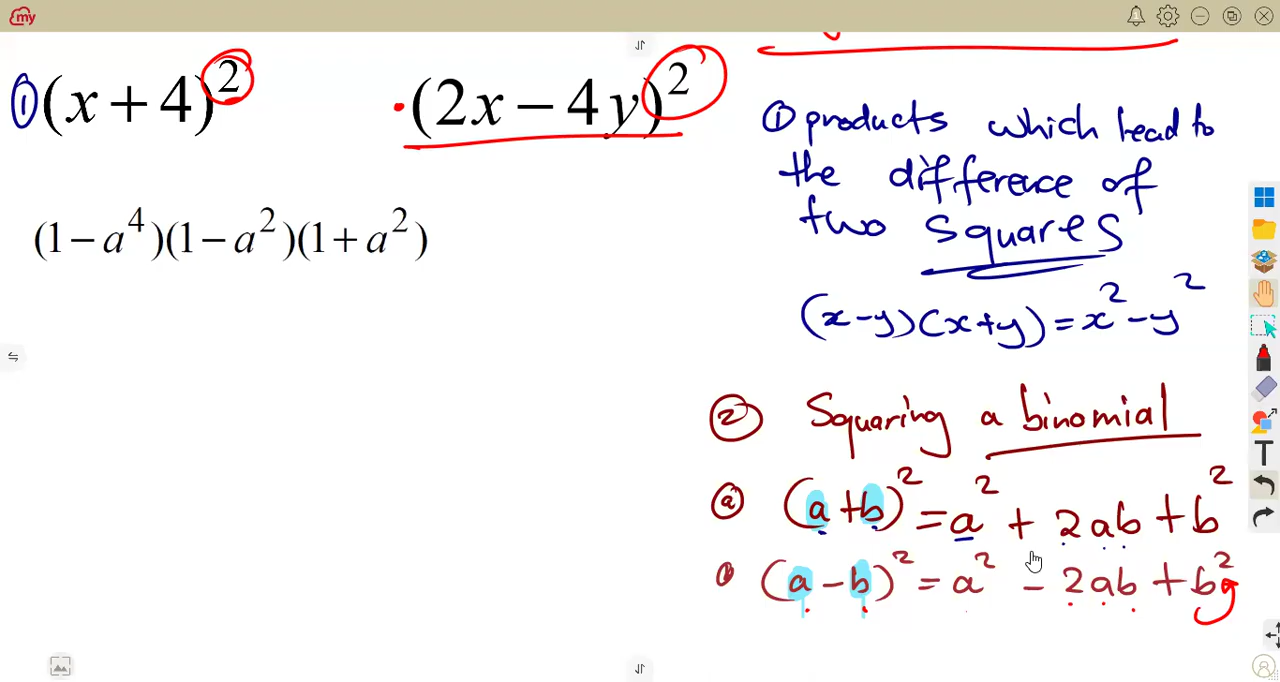 my
① (x + 4)²
· (2x − 4y)²
(1 − a⁴)(1 − a²)(1 + a²)
① products which lead to
the difference of
two squares
(x−y)(x+y) = x² − y²
② Squaring a binomial
ⓐ (a+b)² = a² + 2ab + b²
(a − b)² = a² − 2ab + b²
T